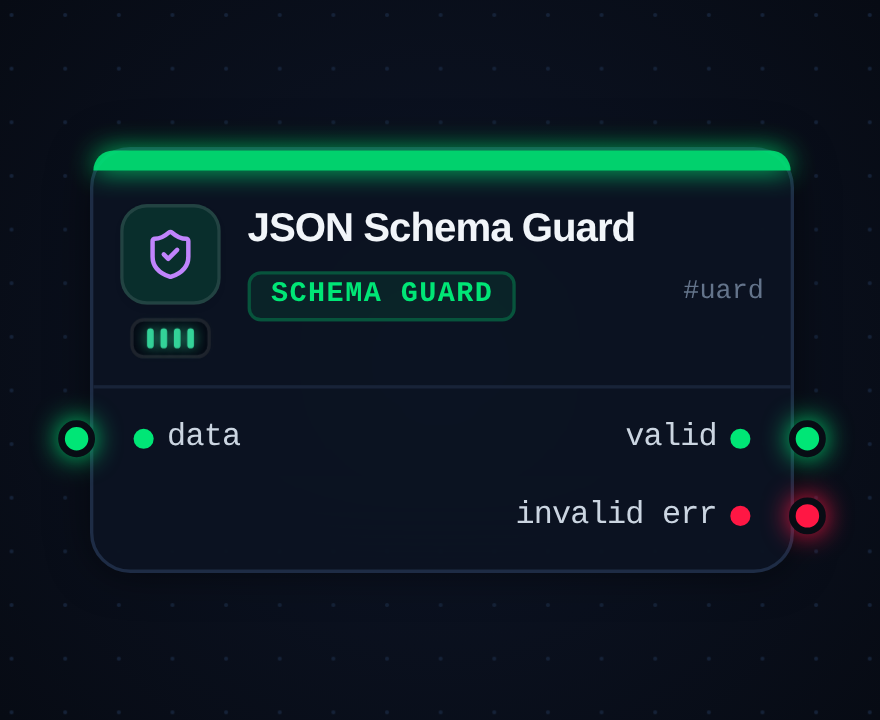 JSON Schema Guard
SCHEMA GUARD
#uard
data
valid
invalid err